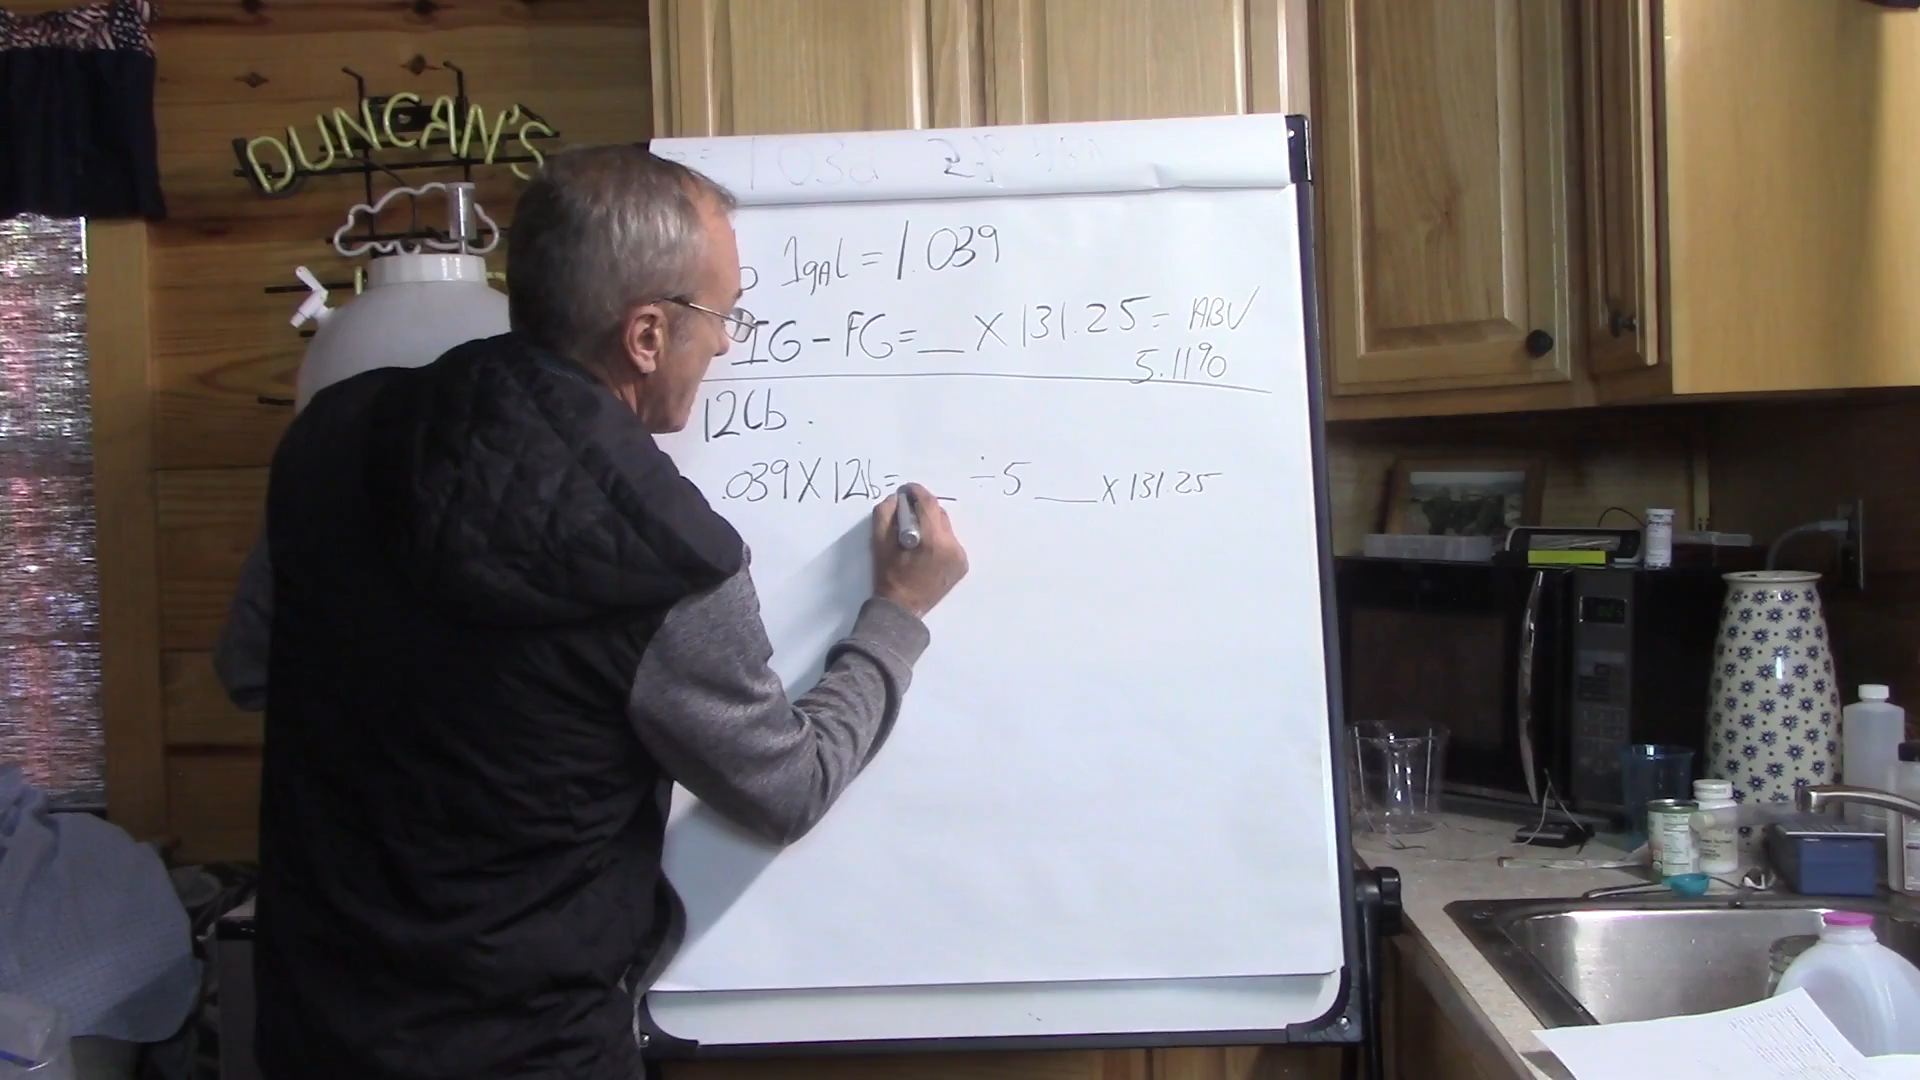 DUNCAN'S
1gAL = 1.039
IG - FG = __ X 131.25 = ABV
5.11%
12lb.
.039 X 12lb = __ ÷ 5 ___ X 131.25